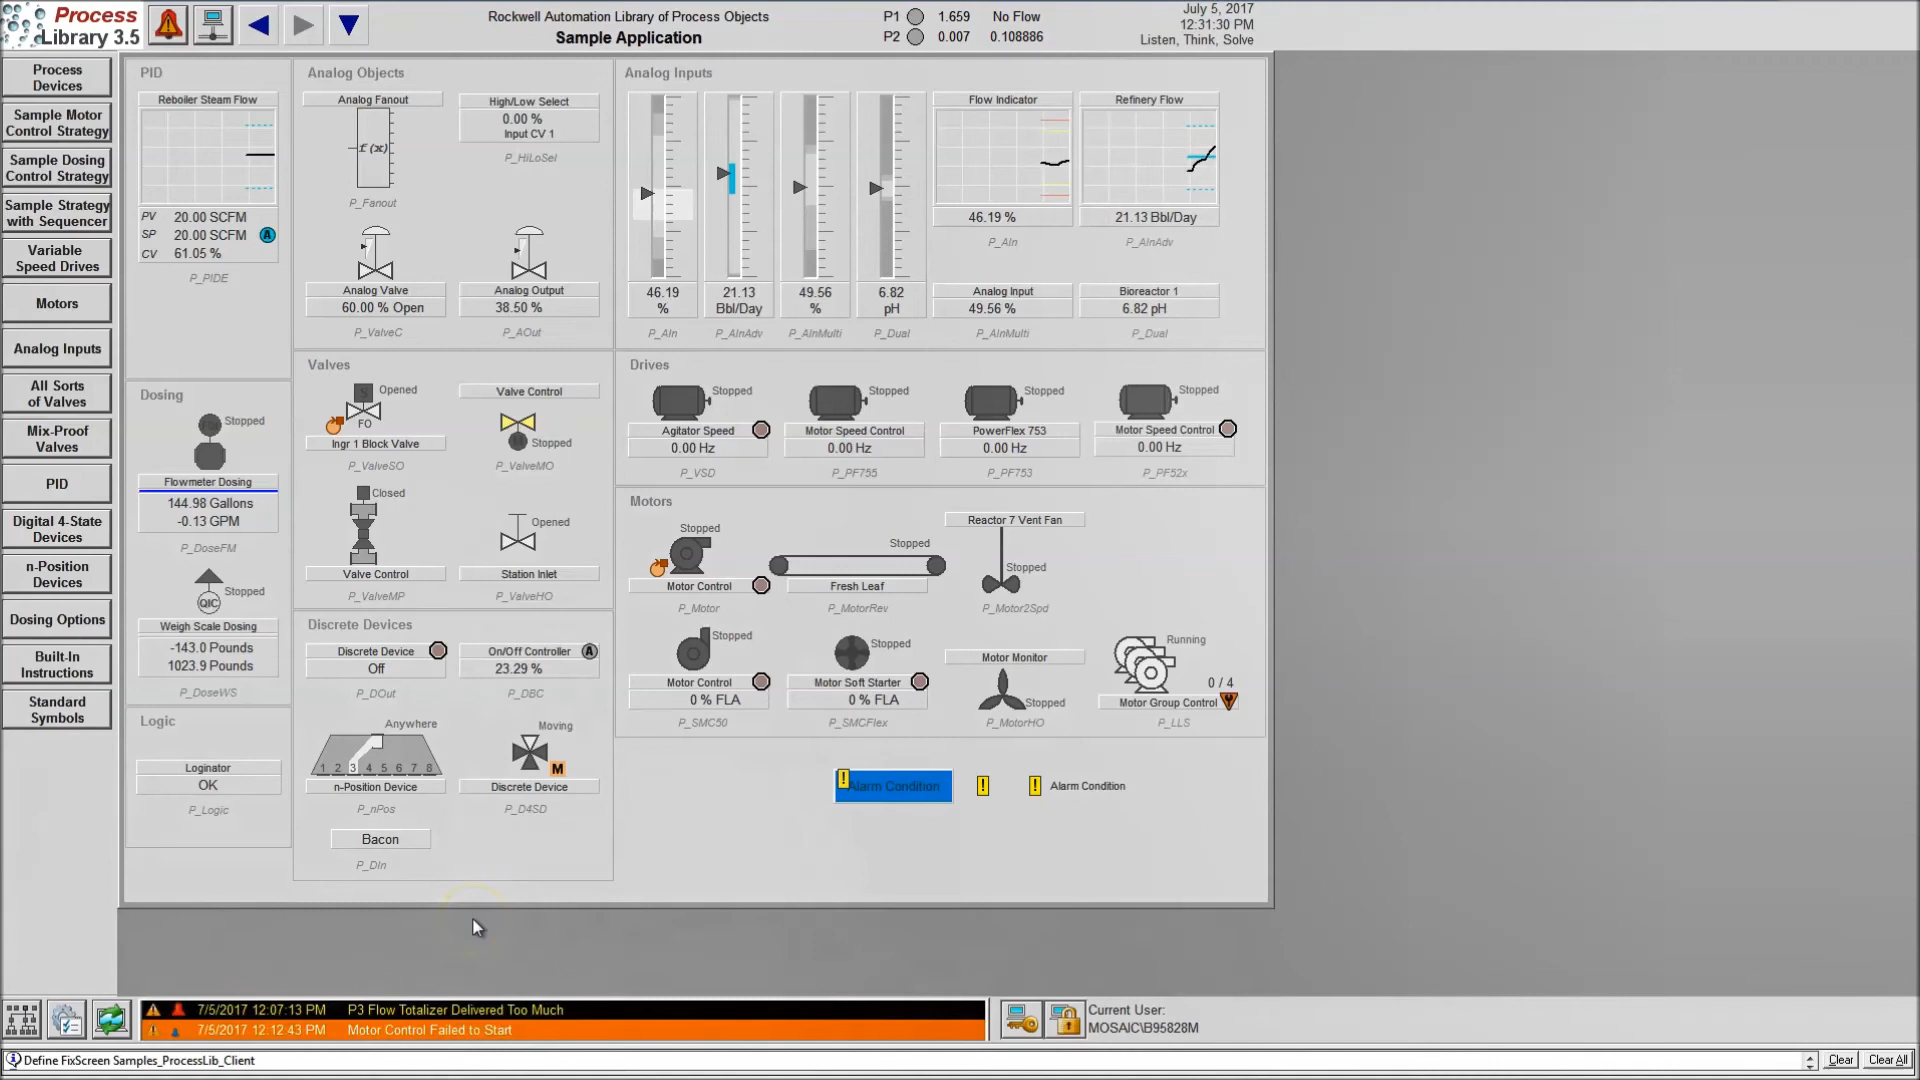 Process
Library 3.5
Rockwell Automation Library of Process Objects
Sample Application
P1 1.659 No Flow
P2 0.007 0.108886
July 5, 2017
12:31:30 PM
Listen, Think, Solve
Process
Devices
Sample Motor
Control Strategy
Sample Dosing
Control Strategy
Sample Strategy
with Sequencer
Variable
Speed Drives
Motors
Analog Inputs
All Sorts
of Valves
Mix-Proof
Valves
PID
Digital 4-State
Devices
n-Position
Devices
Dosing Options
Built-In
Instructions
Standard
Symbols
PID
Reboiler Steam Flow
PV 20.00 SCFM
SP 20.00 SCFM A
CV 61.05 %
P_PIDE
Dosing
Stopped
Flowmeter Dosing
144.98 Gallons
-0.13 GPM
P_DoseFM
Stopped
QIC
Weigh Scale Dosing
-143.0 Pounds
1023.9 Pounds
P_DoseWS
Logic
Loginator
OK
P_Logic
Analog Objects
Analog Fanout
f(x)
P_Fanout
High/Low Select
0.00 %
Input CV 1
P_HiLoSel
Analog Valve
60.00 % Open
P_ValveC
Analog Output
38.50 %
P_AOut
Valves
S
Opened
FO
Ingr 1 Block Valve
P_ValveSO
Valve Control
M
Stopped
P_ValveMO
Closed
Valve Control
P_ValveMP
Opened
Station Inlet
P_ValveHO
Discrete Devices
Discrete Device
Off
P_DOut
On/Off Controller A
23.29 %
P_DBC
Anywhere
1 2 3 4 5 6 7 8
n-Position Device
P_nPos
Moving
M
Discrete Device
P_D4SD
Bacon
P_DIn
Analog Inputs
46.19
%
P_AIn
21.13
Bbl/Day
P_AInAdv
49.56
%
P_AInMulti
6.82
pH
P_Dual
Flow Indicator
46.19 %
P_AIn
Refinery Flow
21.13 Bbl/Day
P_AInAdv
Analog Input
49.56 %
P_AInMulti
Bioreactor 1
6.82 pH
P_Dual
Drives
Stopped
Agitator Speed
0.00 Hz
P_VSD
Stopped
Motor Speed Control
0.00 Hz
P_PF755
Stopped
PowerFlex 753
0.00 Hz
P_PF753
Stopped
Motor Speed Control
0.00 Hz
P_PF52x
Motors
Stopped
Motor Control
P_Motor
Stopped
Fresh Leaf
P_MotorRev
Reactor 7 Vent Fan
Stopped
P_Motor2Spd
Stopped
Motor Control
0 % FLA
P_SMC50
Stopped
Motor Soft Starter
0 % FLA
P_SMCFlex
Motor Monitor
Stopped
P_MotorHO
Running
0 / 4
Motor Group Control
P_LLS
! Alarm Condition
!
! Alarm Condition
7/5/2017 12:07:13 PM P3 Flow Totalizer Delivered Too Much
7/5/2017 12:12:43 PM Motor Control Failed to Start
Current User:
MOSAIC\B95828M
Define FixScreen Samples_ProcessLib_Client
Clear
Clear All